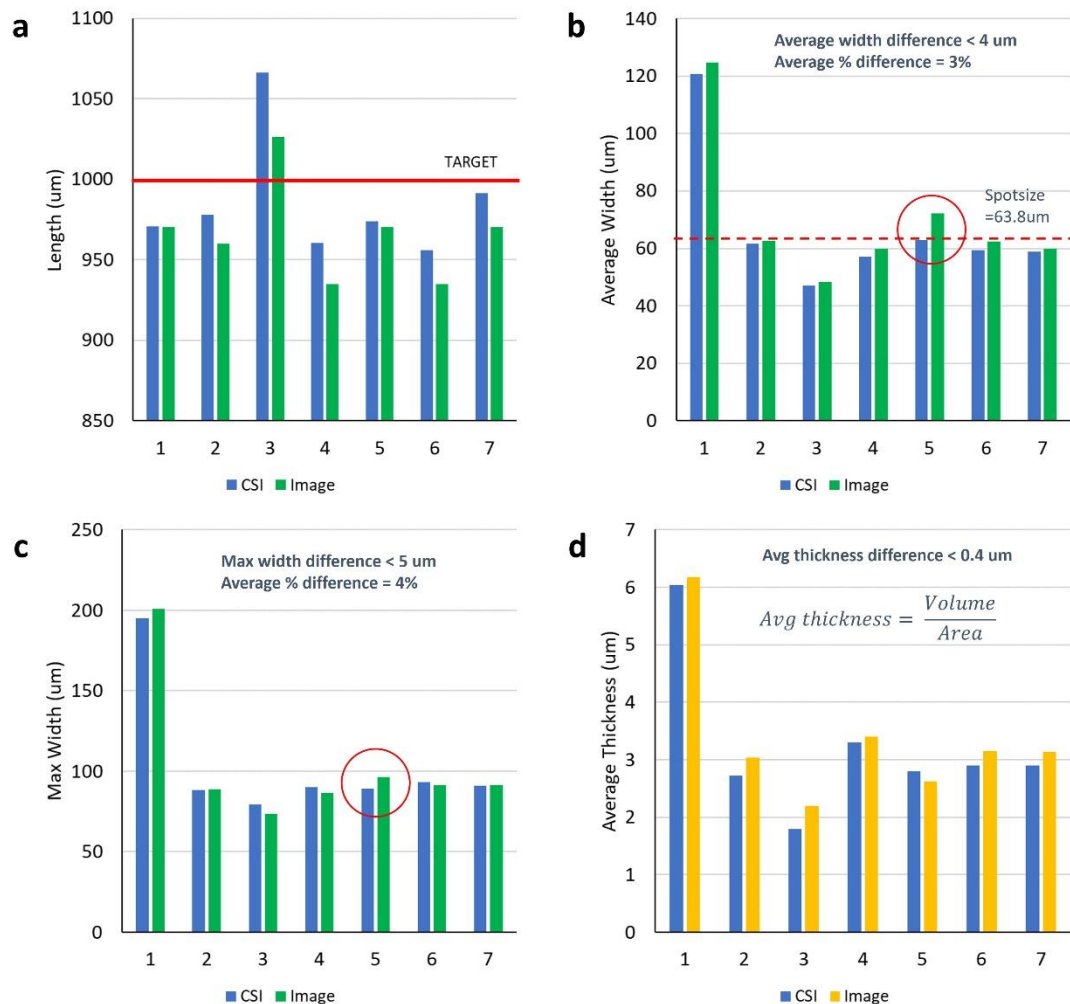 a
1100
1050
1000
950
900
850
Length (um)
TARGET
1 2 3 4 5 6 7
CSI Image
b
140
120
100
80
60
40
20
0
Average Width (um)
Average width difference < 4 um
Average % difference = 3%
Spotsize
=63.8um
1 2 3 4 5 6 7
CSI Image
c
250
200
150
100
50
0
Max Width (um)
Max width difference < 5 um
Average % difference = 4%
1 2 3 4 5 6 7
CSI Image
d
7
6
5
4
3
2
1
0
Average Thickness (um)
Avg thickness difference < 0.4 um
Avg thickness = Volume
Area
1 2 3 4 5 6 7
CSI Image